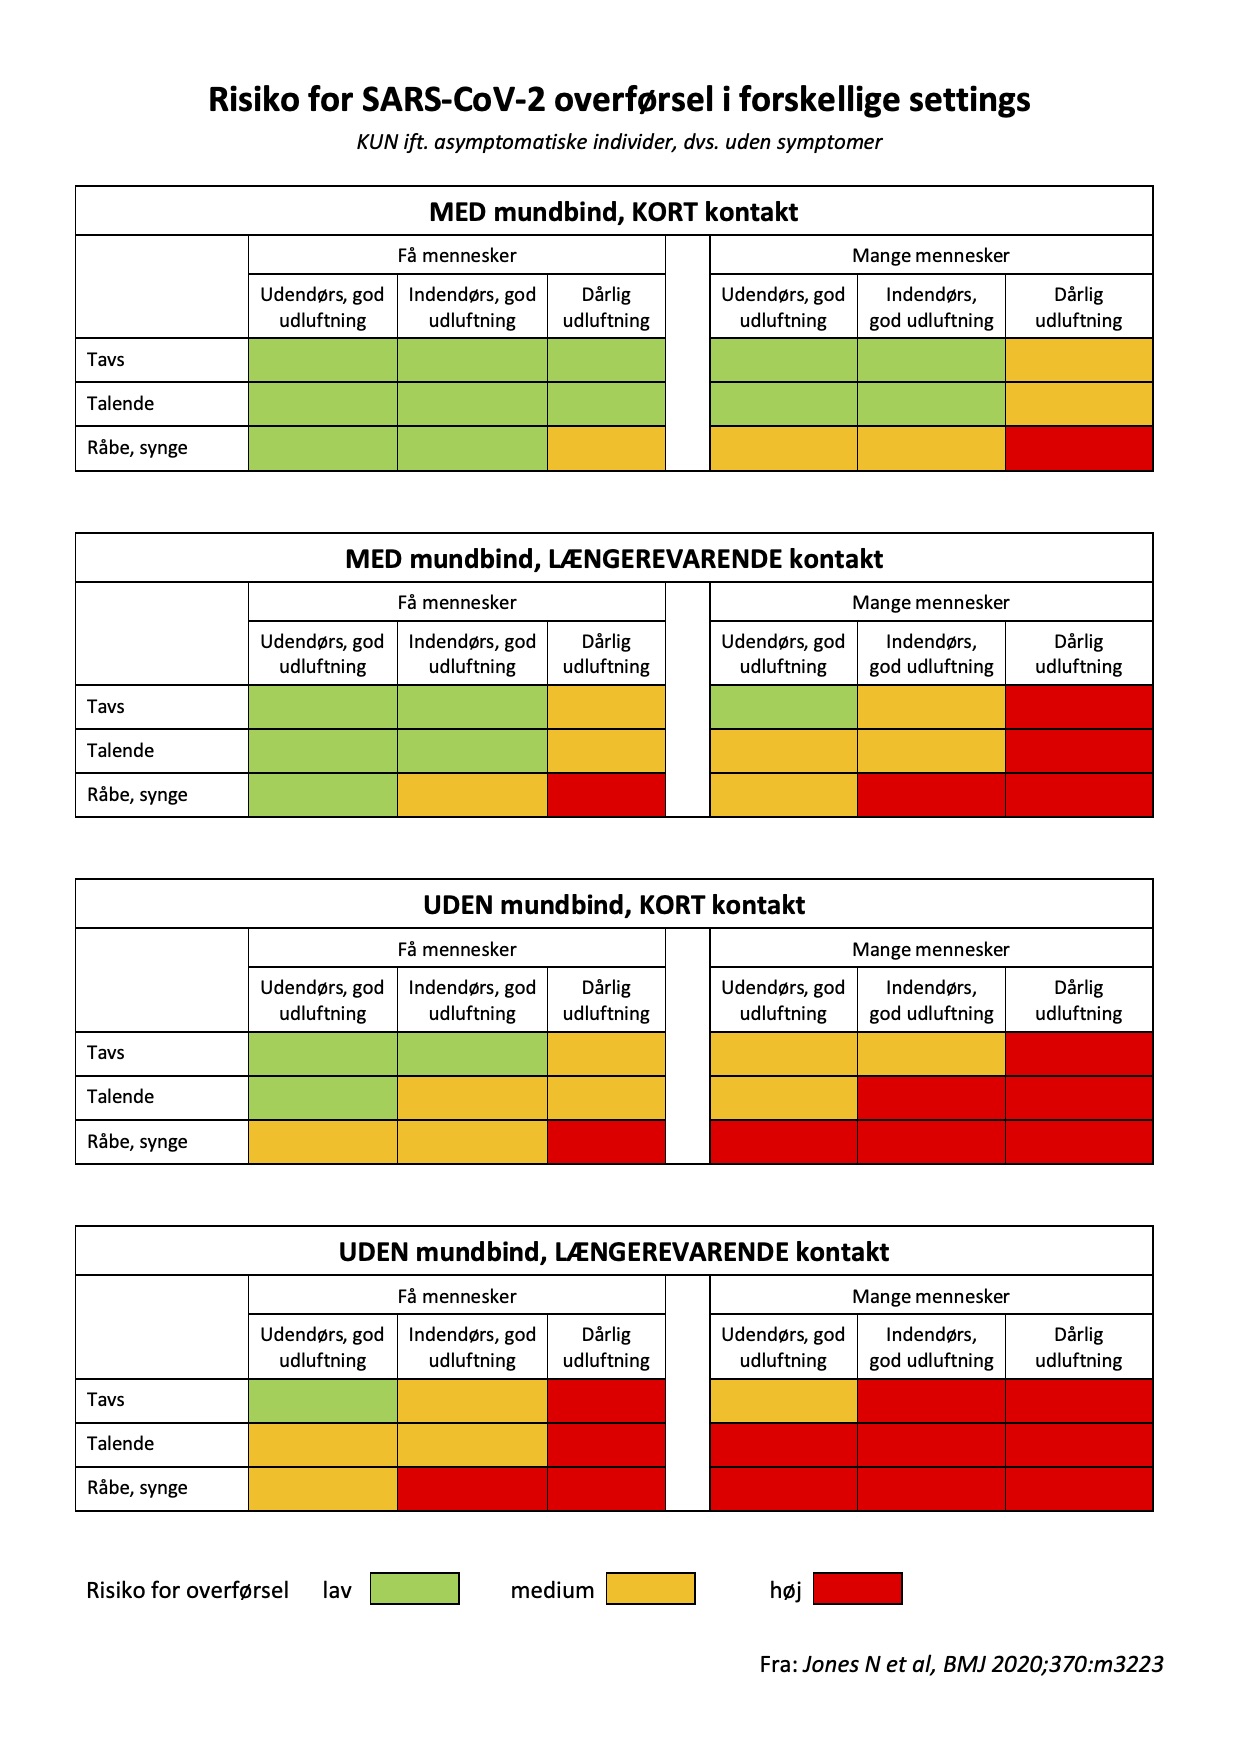 Risiko for SARS-CoV-2 overførsel i forskellige settings
KUN ift. asymptomatiske individer, dvs. uden symptomer
MED mundbind, KORT kontakt
Få mennesker Mange mennesker
Udendørs, god Indendørs, god Dårlig Udendørs, god Indendørs, Dårlig
udluftning udluftning udluftning udluftning god udluftning udluftning
Tavs
Talende
Råbe, synge
MED mundbind, LÆNGEREVARENDE kontakt
Få mennesker Mange mennesker
Udendørs, god Indendørs, god Dårlig Udendørs, god Indendørs, Dårlig
udluftning udluftning udluftning udluftning god udluftning udluftning
Tavs
Talende
Råbe, synge
UDEN mundbind, KORT kontakt
Få mennesker Mange mennesker
Udendørs, god Indendørs, god Dårlig Udendørs, god Indendørs, Dårlig
udluftning udluftning udluftning udluftning god udluftning udluftning
Tavs
Talende
Råbe, synge
UDEN mundbind, LÆNGEREVARENDE kontakt
Få mennesker Mange mennesker
Udendørs, god Indendørs, god Dårlig Udendørs, god Indendørs, Dårlig
udluftning udluftning udluftning udluftning god udluftning udluftning
Tavs
Talende
Råbe, synge
Risiko for overførsel lav medium høj
Fra: Jones N et al, BMJ 2020;370:m3223